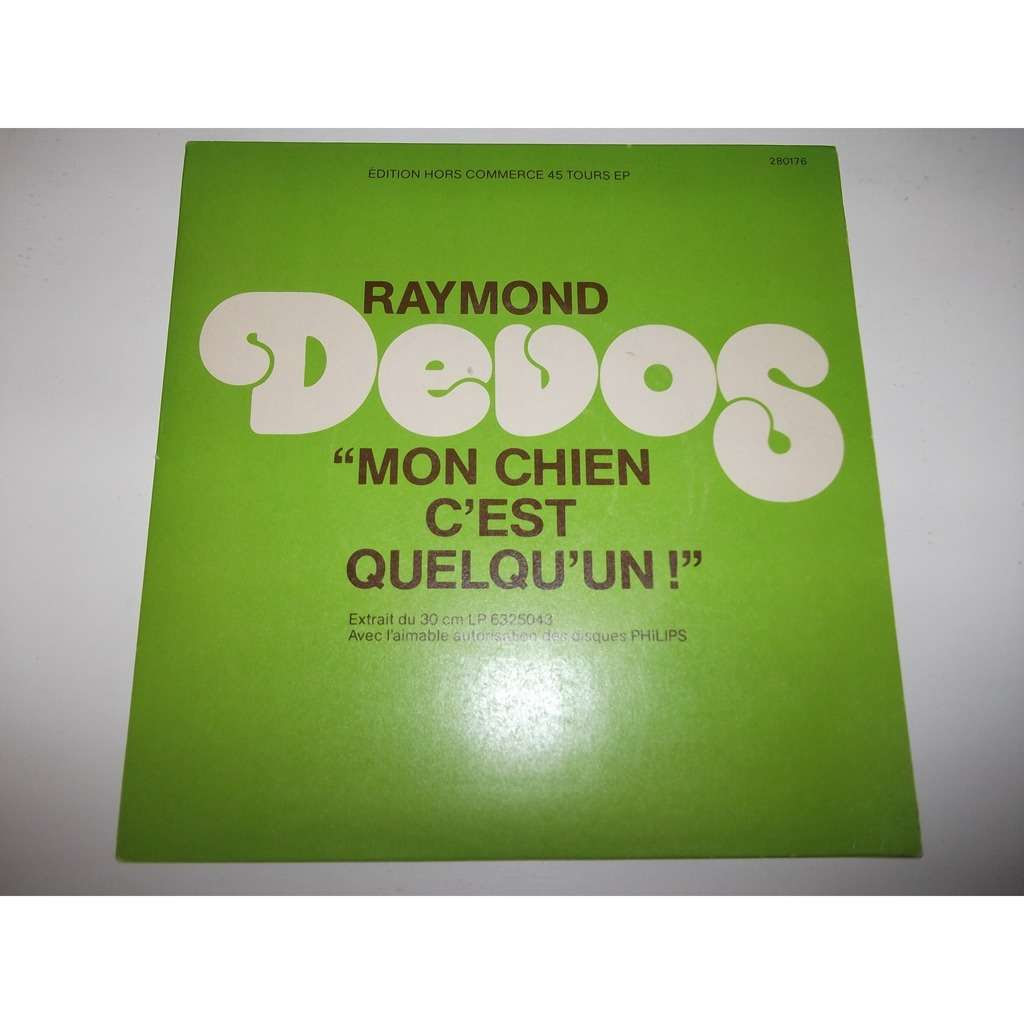 280176
ÉDITION HORS COMMERCE 45 TOURS EP
RAYMOND
Devos
“MON CHIEN
C’EST
QUELQU’UN !”
Extrait du 30 cm LP 6325043
Avec l’aimable autorisation des disques PHiLIPS